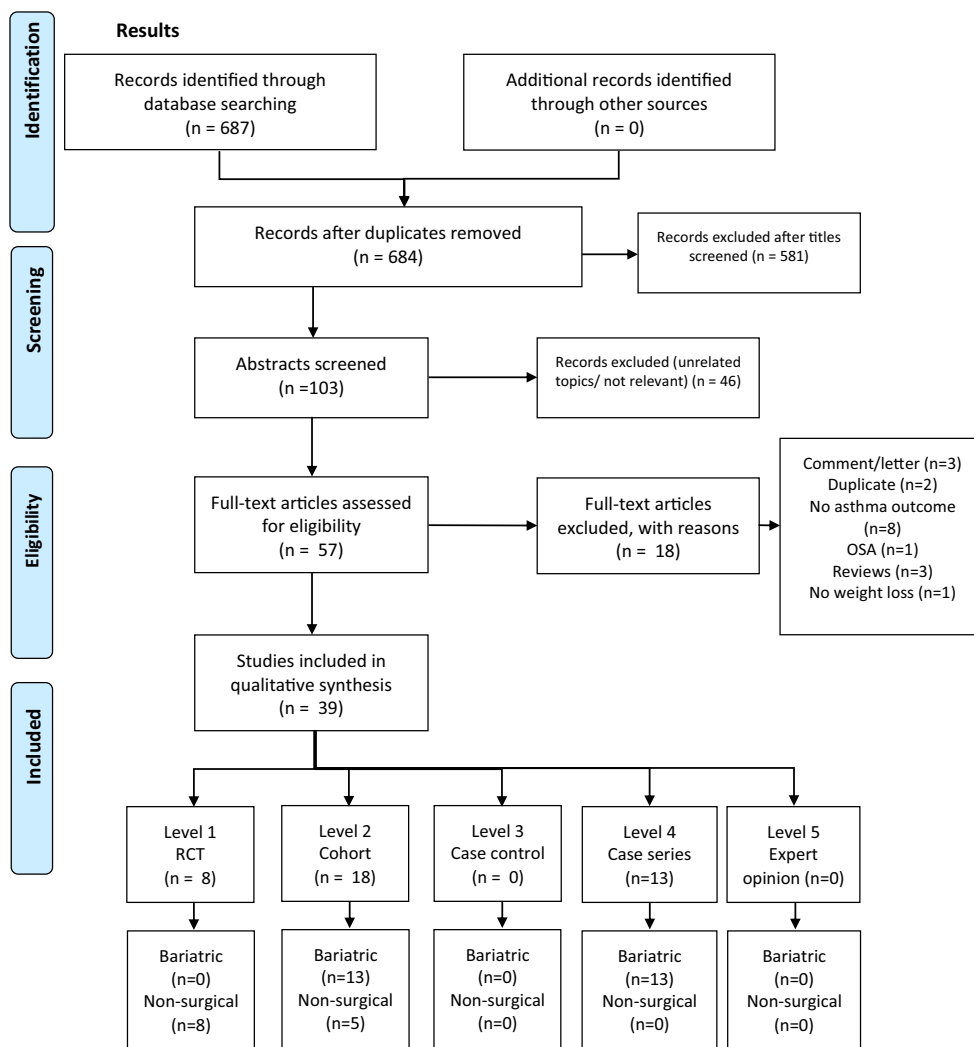 Results
Identification
Records identified through
database searching
(n = 687)
Additional records identified
through other sources
(n = 0)
Records after duplicates removed
(n = 684)
Records excluded after titles
screened (n = 581)
Screening
Abstracts screened
(n =103)
Records excluded (unrelated
topics/ not relevant) (n = 46)
Eligibility
Full-text articles assessed
for eligibility
(n = 57)
Full-text articles
excluded, with reasons
(n = 18)
Comment/letter (n=3)
Duplicate (n=2)
No asthma outcome
(n=8)
OSA (n=1)
Reviews (n=3)
No weight loss (n=1)
Studies included in
qualitative synthesis
(n = 39)
Included
Level 1
RCT
(n = 8)
Level 2
Cohort
(n = 18)
Level 3
Case control
(n = 0)
Level 4
Case series
(n=13)
Level 5
Expert
opinion (n=0)
Bariatric
(n=0)
Non-surgical
(n=8)
Bariatric
(n=13)
Non-surgical
(n=5)
Bariatric
(n=0)
Non-surgical
(n=0)
Bariatric
(n=13)
Non-surgical
(n=0)
Bariatric
(n=0)
Non-surgical
(n=0)